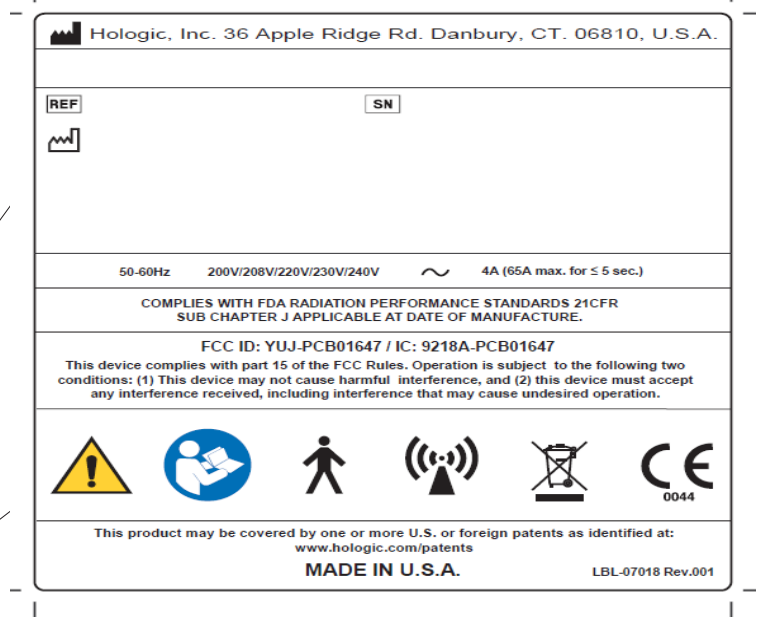 Hologic, Inc. 36 Apple Ridge Rd. Danbury, CT. 06810, U.S.A.
REF SN
50-60Hz 200V/208V/220V/230V/240V 4A (65A max. for ≤ 5 sec.)
COMPLIES WITH FDA RADIATION PERFORMANCE STANDARDS 21CFR
SUB CHAPTER J APPLICABLE AT DATE OF MANUFACTURE.
FCC ID: YUJ-PCB01647 / IC: 9218A-PCB01647
This device complies with part 15 of the FCC Rules. Operation is subject to the following two
conditions: (1) This device may not cause harmful interference, and (2) this device must accept
any interference received, including interference that may cause undesired operation.
CE
0044
This product may be covered by one or more U.S. or foreign patents as identified at:
www.hologic.com/patents
MADE IN U.S.A.
LBL-07018 Rev.001